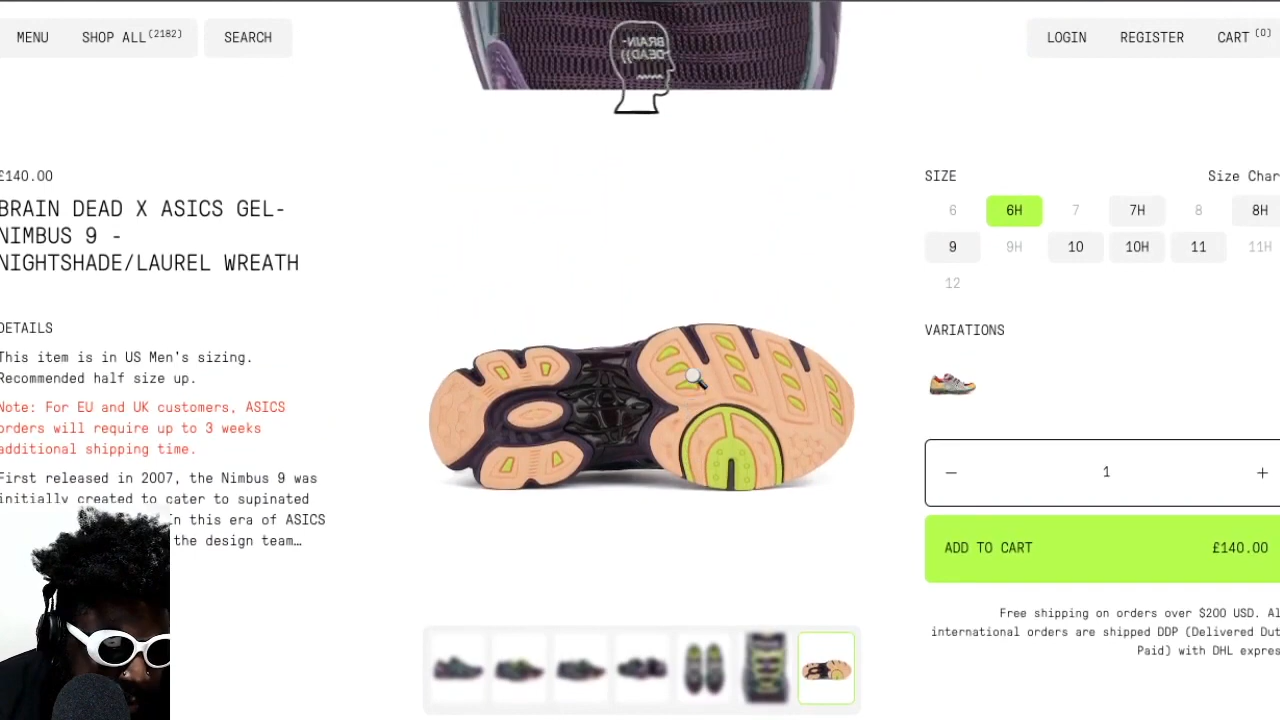 MENU
SHOP ALL(2182)
SEARCH
BRAIN-
DEAD))
LOGIN
REGISTER
CART (0)
£140.00
BRAIN DEAD X ASICS GEL-
NIMBUS 9 -
NIGHTSHADE/LAUREL WREATH
DETAILS
This item is in US Men's sizing.
Recommended half size up.
Note: For EU and UK customers, ASICS
orders will require up to 3 weeks
additional shipping time.
First released in 2007, the Nimbus 9 was
initially created to cater to supinated
In this era of ASICS
the design team…
SIZE
Size Char
6
6H
7
7H
8
8H
9
9H
10
10H
11
11H
12
VARIATIONS
— 1 +
ADD TO CART £140.00
Free shipping on orders over $200 USD. Al
international orders are shipped DDP (Delivered Dut
Paid) with DHL expres